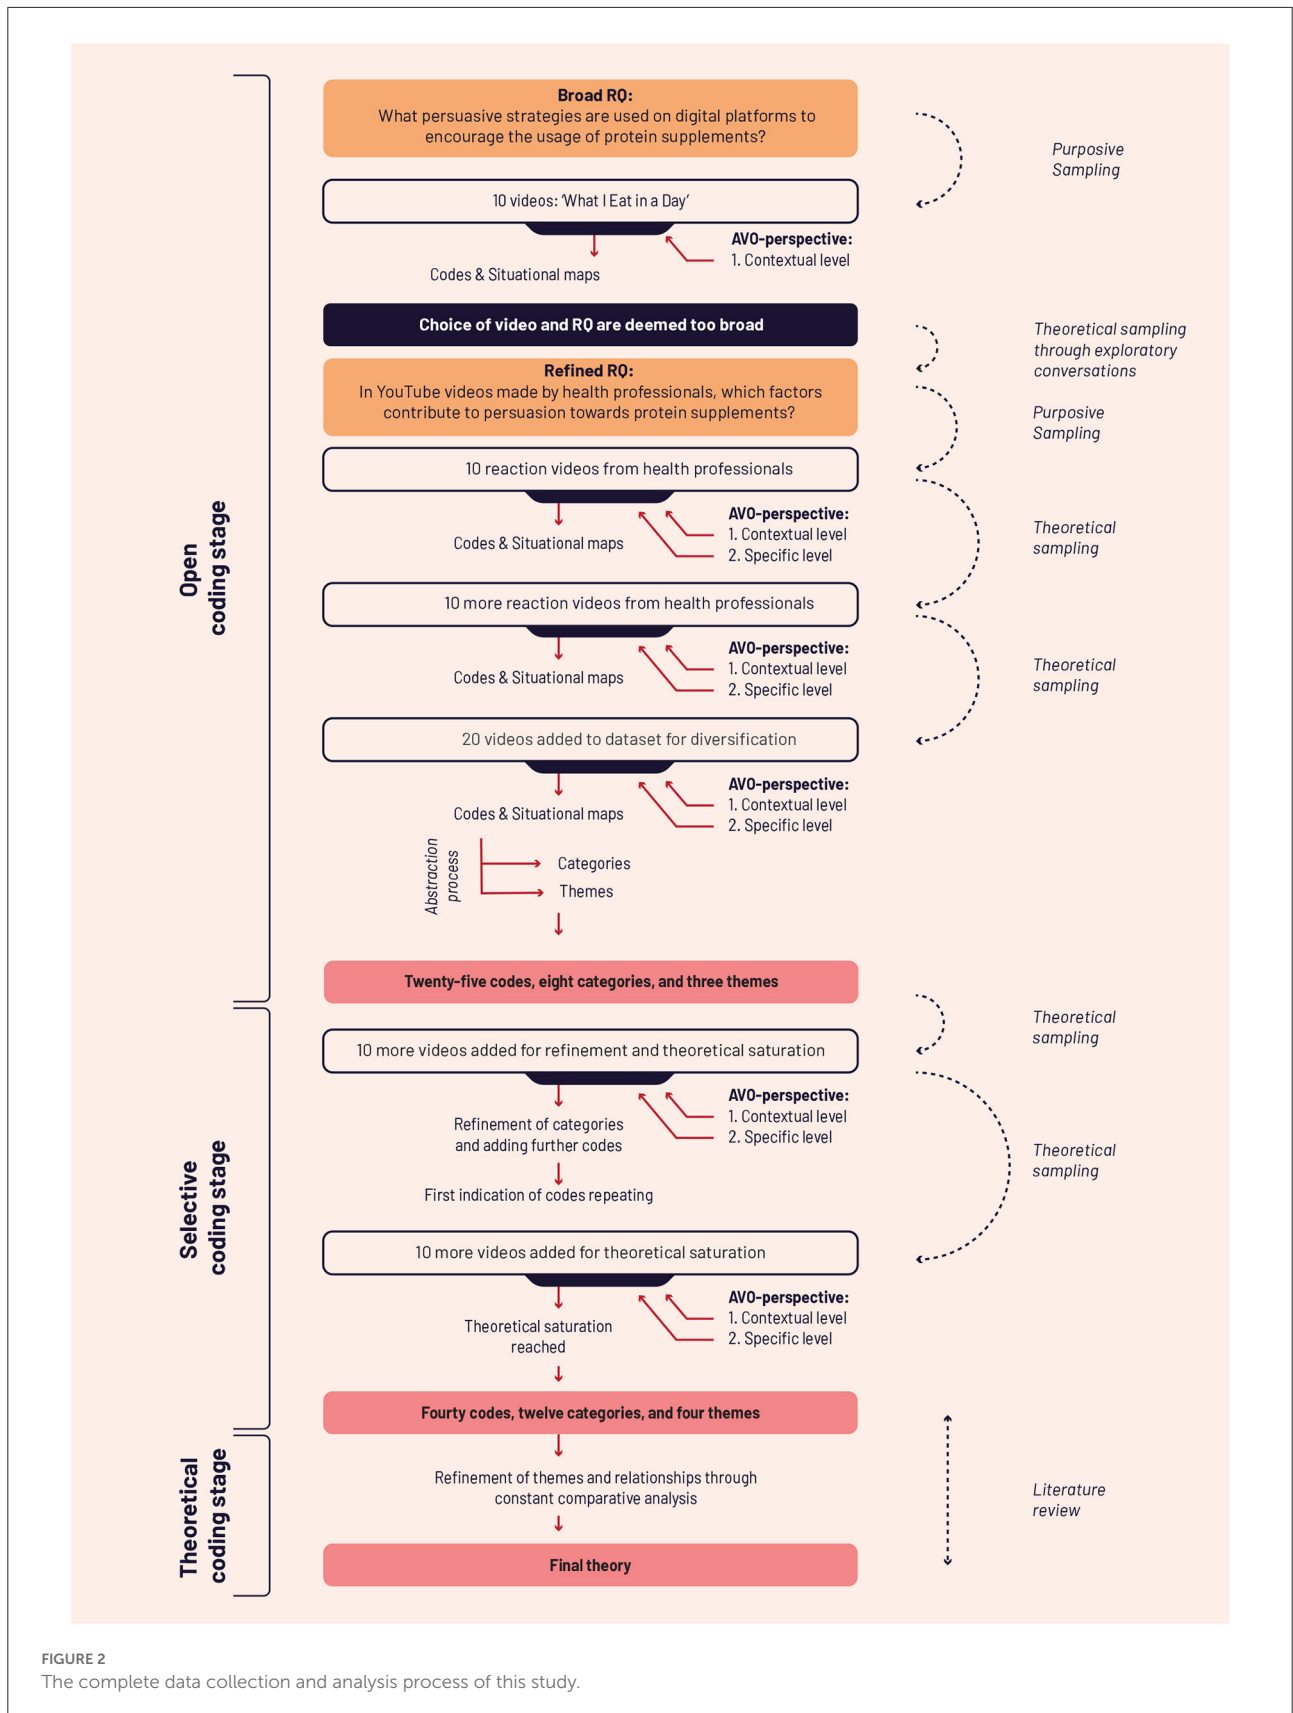 Broad RQ:
What persuasive strategies are used on digital platforms to
encourage the usage of protein supplements?
Purposive
Sampling
10 videos: ‘What I Eat in a Day’
AVO-perspective:
1. Contextual level
Codes & Situational maps
Choice of video and RQ are deemed too broad
Theoretical sampling
through exploratory
conversations
Refined RQ:
In YouTube videos made by health professionals, which factors
contribute to persuasion towards protein supplements?
Purposive
Sampling
10 reaction videos from health professionals
AVO-perspective:
1. Contextual level
2. Specific level
Codes & Situational maps
Theoretical
sampling
Open
coding stage
10 more reaction videos from health professionals
AVO-perspective:
1. Contextual level
2. Specific level
Codes & Situational maps
Theoretical
sampling
20 videos added to dataset for diversification
AVO-perspective:
1. Contextual level
2. Specific level
Codes & Situational maps
Abstraction
process
Categories
Themes
Twenty-five codes, eight categories, and three themes
Theoretical
sampling
10 more videos added for refinement and theoretical saturation
AVO-perspective:
1. Contextual level
2. Specific level
Refinement of categories
and adding further codes
Theoretical
sampling
First indication of codes repeating
Selective
coding stage
10 more videos added for theoretical saturation
AVO-perspective:
1. Contextual level
2. Specific level
Theoretical saturation
reached
Fourty codes, twelve categories, and four themes
Refinement of themes and relationships through
constant comparative analysis
Literature
review
Theoretical
coding stage
Final theory
FIGURE 2
The complete data collection and analysis process of this study.